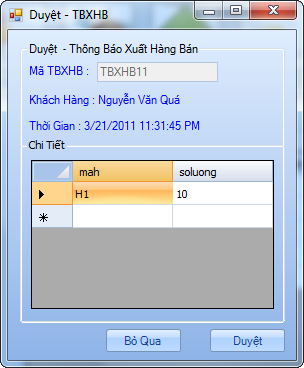 Duyệt - TBXHB
Duyệt - Thông Báo Xuất Hàng Bán
Mã TBXHB : TBXHB11
Khách Hàng : Nguyễn Văn Quá
Thời Gian : 3/21/2011 11:31:45 PM
Chi Tiết
mah soluong
H1 10
Bỏ Qua Duyệt